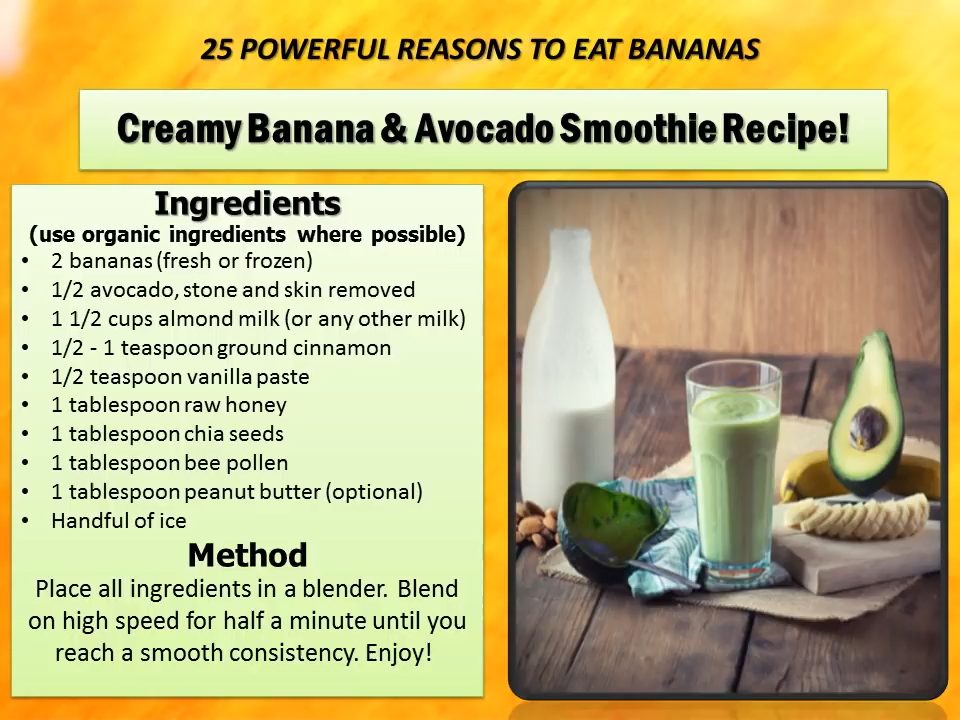 25 POWERFUL REASONS TO EAT BANANAS
Creamy Banana & Avocado Smoothie Recipe!
Ingredients
(use organic ingredients where possible)
• 2 bananas (fresh or frozen)
• 1/2 avocado, stone and skin removed
• 1 1/2 cups almond milk (or any other milk)
• 1/2 - 1 teaspoon ground cinnamon
• 1/2 teaspoon vanilla paste
• 1 tablespoon raw honey
• 1 tablespoon chia seeds
• 1 tablespoon bee pollen
• 1 tablespoon peanut butter (optional)
• Handful of ice
Method
Place all ingredients in a blender. Blend
on high speed for half a minute until you
reach a smooth consistency. Enjoy!